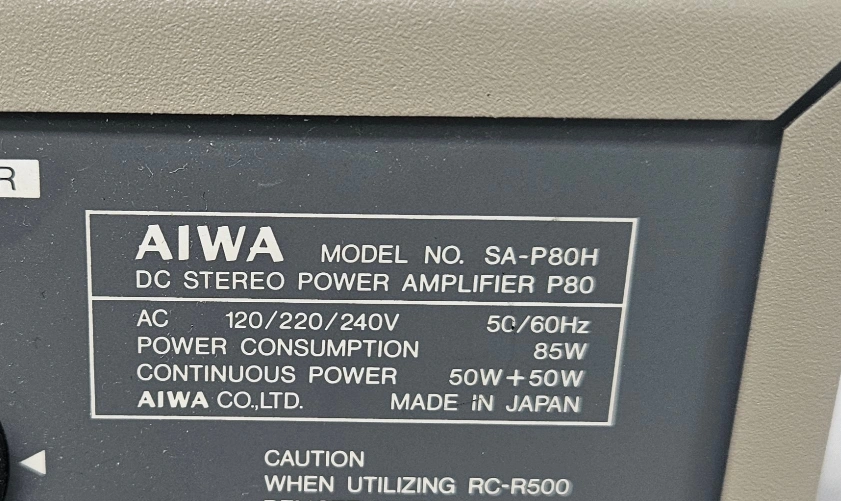 R
AIWA MODEL NO. SA-P80H
DC STEREO POWER AMPLIFIER P80
AC 120/220/240V 50/60Hz
POWER CONSUMPTION 85W
CONTINUOUS POWER 50W+50W
AIWA CO.,LTD. MADE IN JAPAN
CAUTION
WHEN UTILIZING RC-R500